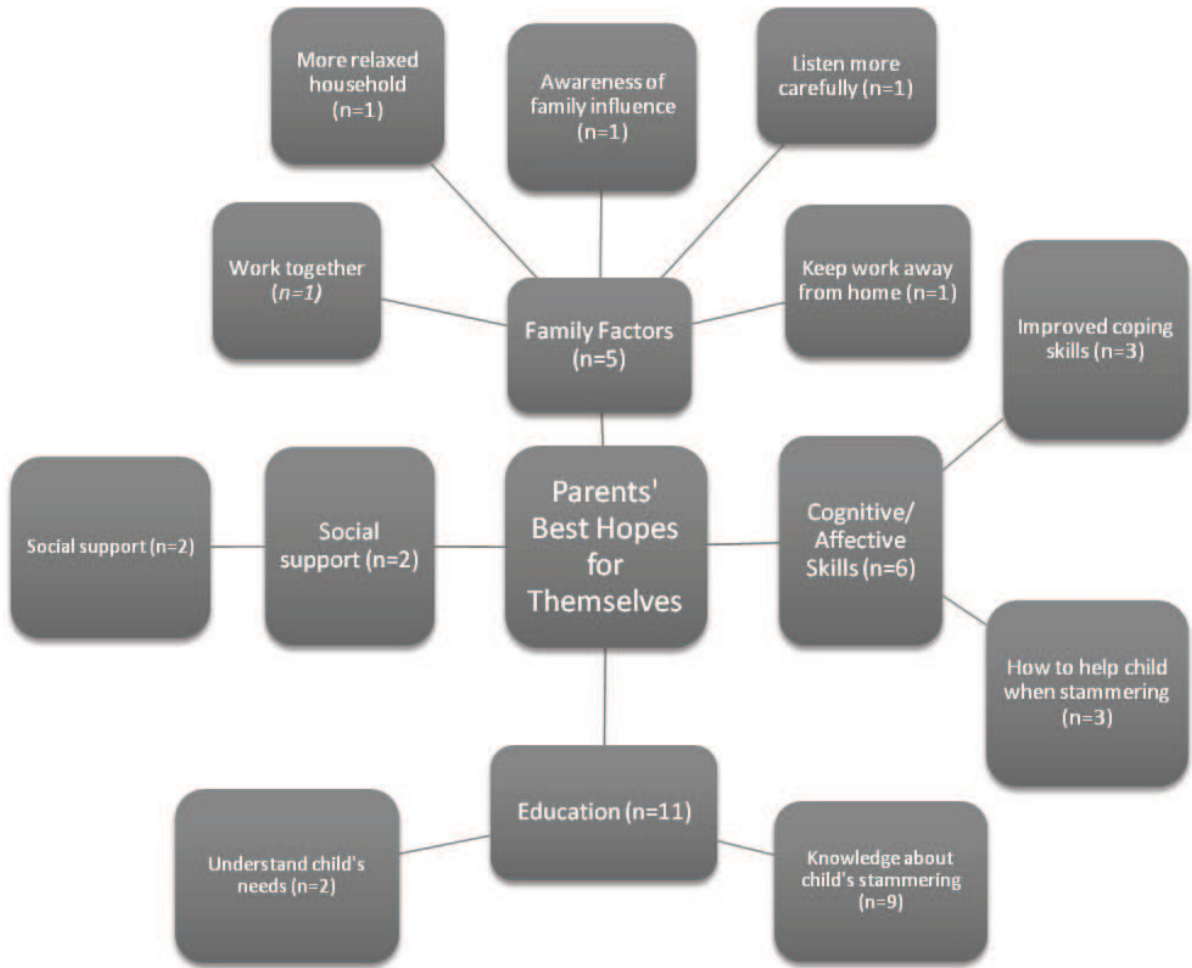 More relaxed
household
(n=1)
Awareness of
family influence
(n=1)
Listen more
carefully (n=1)
Work together
(n=1)
Family Factors
(n=5)
Keep work away
from home (n=1)
Improved coping
skills (n=3)
Social support (n=2)
Social
support (n=2)
Parents'
Best Hopes
for
Themselves
Cognitive/
Affective
Skills (n=6)
How to help child
when stammering
(n=3)
Education (n=11)
Understand child's
needs (n=2)
Knowledge about
child's stammering
(n=9)